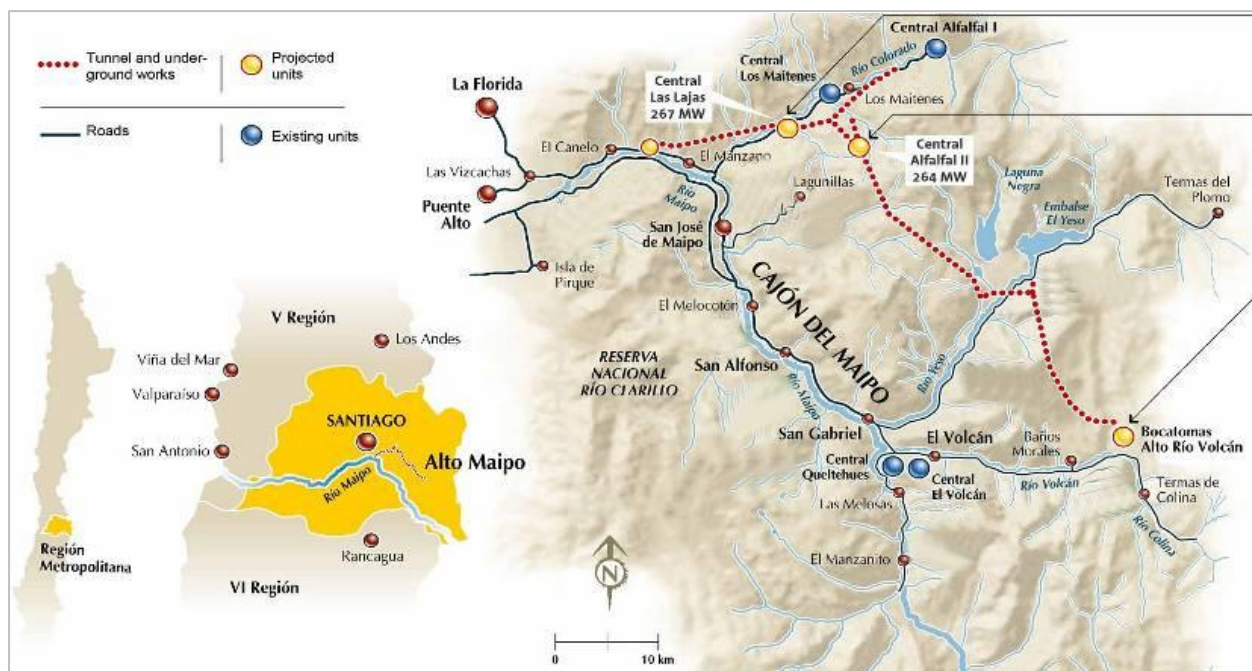 Tunnel and under-
ground works
Projected
units
Roads
Existing units
Central Alfalfal I
Central
Los Maitenes
Río Colorado
Los Maitenes
Central
Las Lajas
267 MW
La Florida
El Canelo
El Manzano
Central
Alfalfal II
264 MW
Las Vizcachas
Puente
Alto
Río
Maipo
Lagunillas
Laguna
Negra
Embalse
El Yeso
Termas del
Plomo
San José
de Maipo
Isla de
Pirque
El Melocotón
CAJÓN DEL MAIPO
RESERVA
NACIONAL
RÍO CLARILLO
San Alfonso
Río Maipo
Río Yeso
San Gabriel
El Volcán
Baños
Morales
Bocatomas
Alto Río Volcán
Central
Queltehues
Central
El Volcán
Río Volcán
Termas de
Colina
Río Colina
Las Melosas
El Manzanito
N
0 10 km
V Región
Los Andes
Viña del Mar
Valparaíso
SANTIAGO
San Antonio
Alto Maipo
Río Maipo
Rancagua
Región
Metropolitana
VI Región